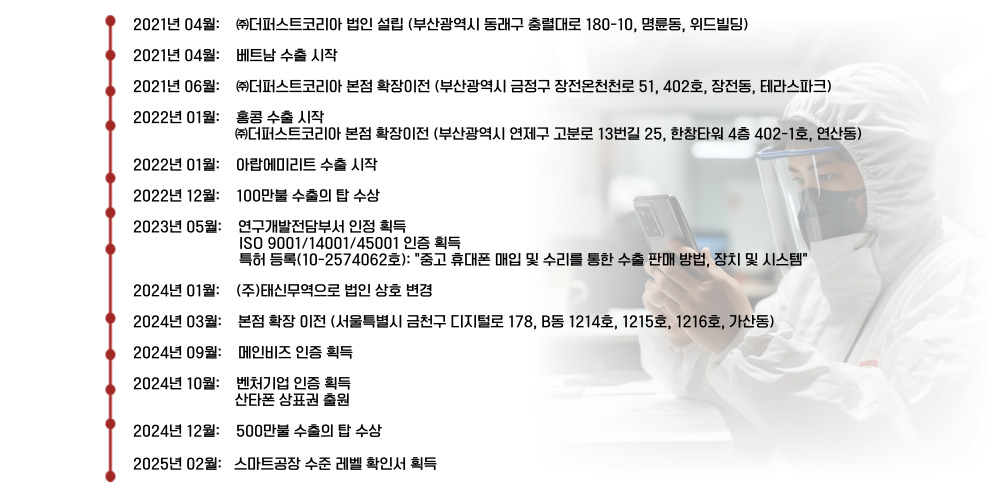 2021년 04월: ㈜더퍼스트코리아 법인 설립 (부산광역시 동래구 충렬대로 180-10, 명륜동, 위드빌딩)
2021년 04월: 베트남 수출 시작
2021년 06월: ㈜더퍼스트코리아 본점 확장이전 (부산광역시 금정구 장전온천천로 51, 402호, 장전동, 테라스파크)
2022년 01월: 홍콩 수출 시작
㈜더퍼스트코리아 본점 확장이전 (부산광역시 연제구 고분로 13번길 25, 한창타워 4층 402-1호, 연산동)
2022년 01월: 아랍에미리트 수출 시작
2022년 12월: 100만불 수출의 탑 수상
2023년 05월: 연구개발전담부서 인정 획득
ISO 9001/14001/45001 인증 획득
특허 등록(10-2574062호): "중고 휴대폰 매입 및 수리를 통한 수출 판매 방법, 장치 및 시스템"
2024년 01월: (주)태신무역으로 법인 상호 변경
2024년 03월: 본점 확장 이전 (서울특별시 금천구 디지털로 178, B동 1214호, 1215호, 1216호, 가산동)
2024년 09월: 메인비즈 인증 획득
2024년 10월: 벤처기업 인증 획득
산타폰 상표권 출원
2024년 12월: 500만불 수출의 탑 수상
2025년 02월: 스마트공장 수준 레벨 확인서 획득